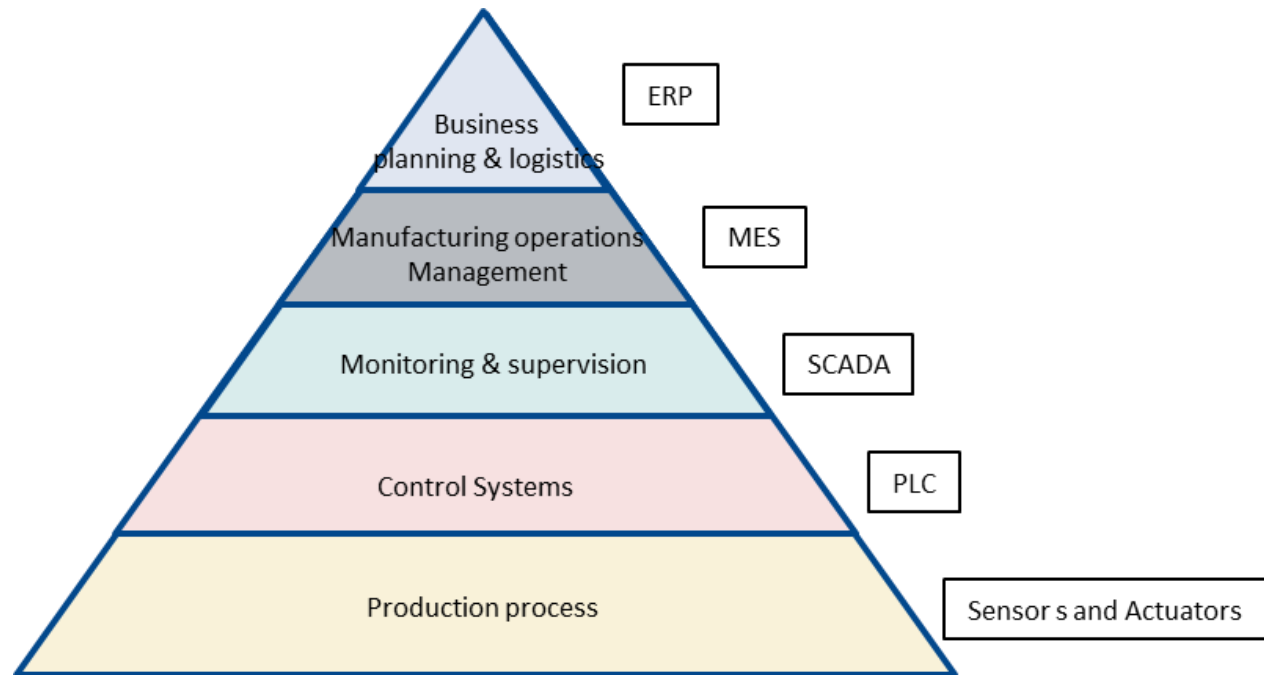 Business
planning & logistics
ERP
Manufacturing operations
Management
MES
Monitoring & supervision
SCADA
Control Systems
PLC
Production process
Sensor s and Actuators